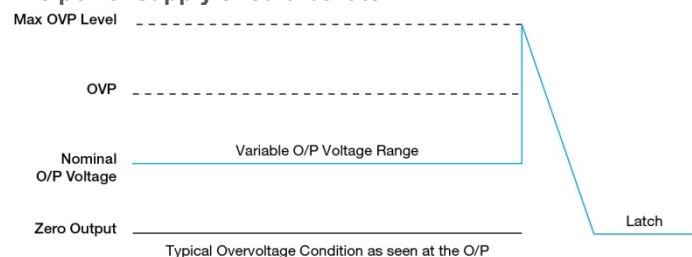 Max OVP Level
OVP
Variable O/P Voltage Range
Nominal
O/P Voltage
Latch
Zero Output
Typical Overvoltage Condition as seen at the O/P